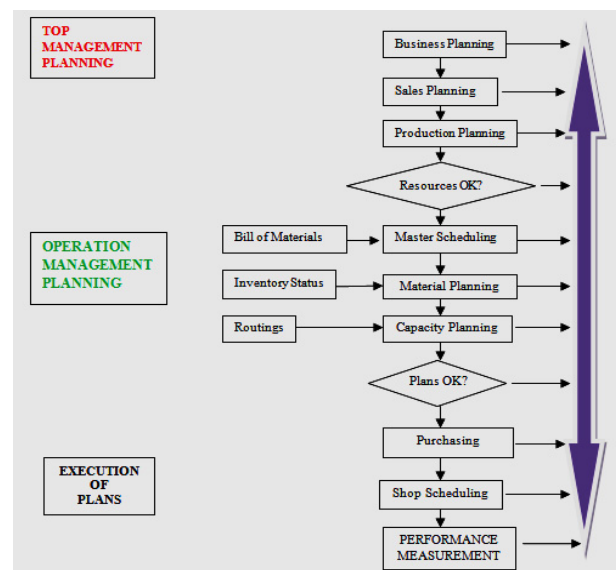 TOP
MANAGEMENT
PLANNING
Business Planning
Sales Planning
Production Planning
Resources OK?
OPERATION
MANAGEMENT
PLANNING
Bill of Materials
Master Scheduling
Inventory Status
Material Planning
Routings
Capacity Planning
Plans OK?
Purchasing
EXECUTION
OF
PLANS
Shop Scheduling
PERFORMANCE
MEASUREMENT